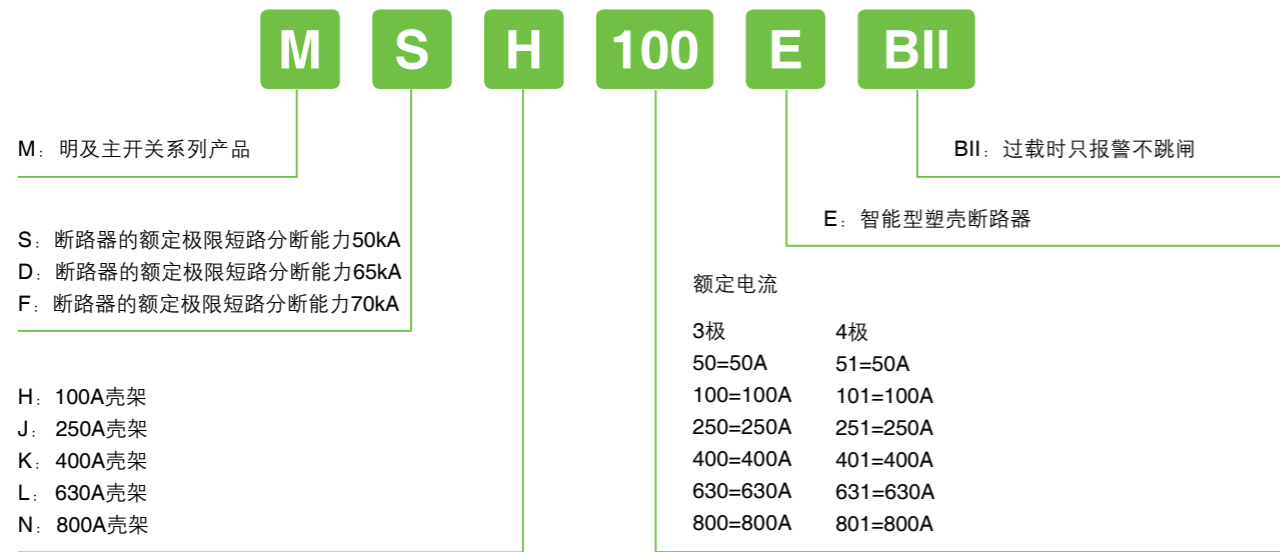 M S H 100 E BII
M：明及主开关系列产品
BII：过载时只报警不跳闸
E：智能型塑壳断路器
S：断路器的额定极限短路分断能力50kA
D：断路器的额定极限短路分断能力65kA
F：断路器的额定极限短路分断能力70kA
额定电流
3极 4极
50=50A 51=50A
100=100A 101=100A
250=250A 251=250A
400=400A 401=400A
630=630A 631=630A
800=800A 801=800A
H：100A壳架
J：250A壳架
K：400A壳架
L：630A壳架
N：800A壳架